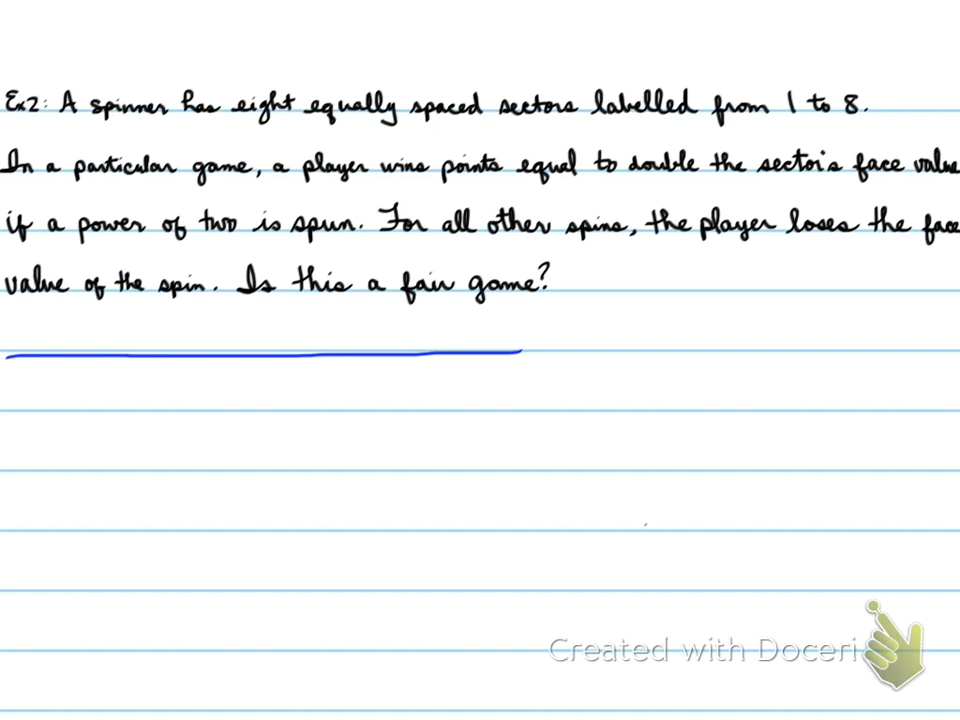 Ex2: A spinner has eight equally spaced sectors labelled from 1 to 8.
In a particular game, a player wins points equal to double the sector's face value
if a power of two is spun. For all other spins, the player loses the face
value of the spin. Is this a fair game?
Created with Doceri